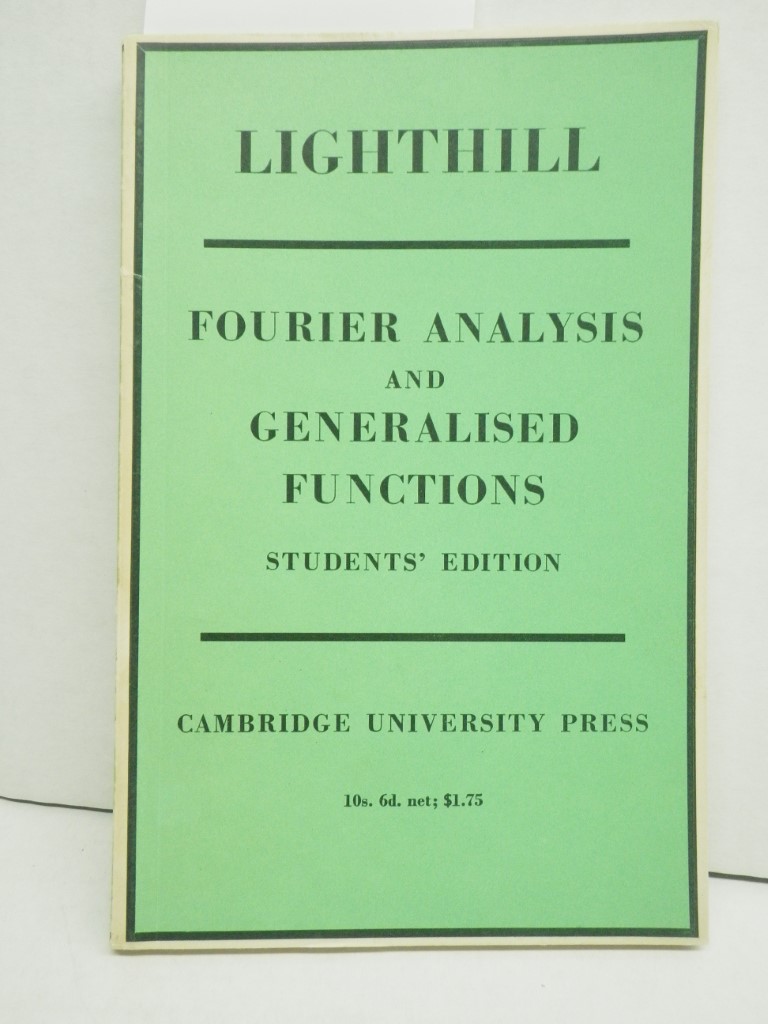 LIGHTHILL
FOURIER ANALYSIS
AND
GENERALISED
FUNCTIONS
STUDENTS' EDITION
CAMBRIDGE UNIVERSITY PRESS
10s. 6d. net; $1.75